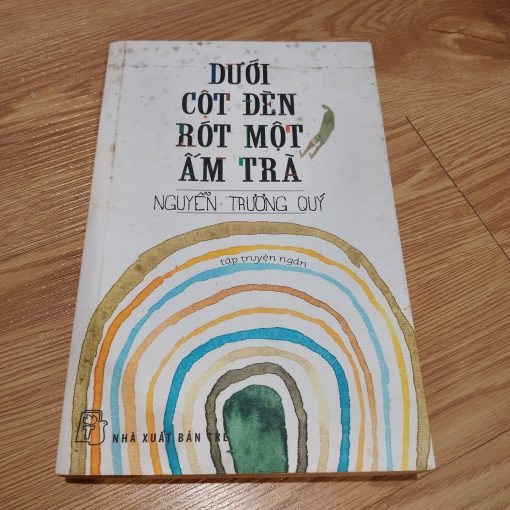 DƯỚI
CỘT ĐÈN
RÓT MỘT
ẤM TRÀ
NGUYỄN TRƯƠNG QUÝ
tập truyện ngắn
NHÀ XUẤT BẢN TRẺ